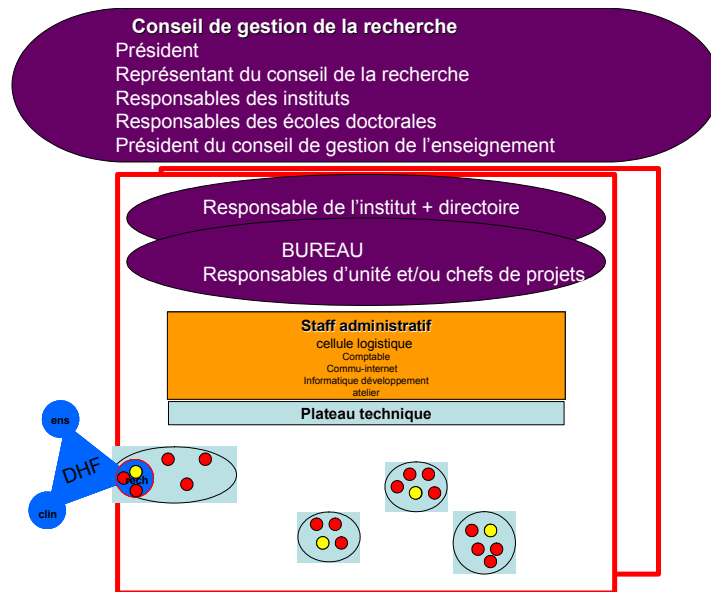 Conseil de gestion de la recherche
Président
Représentant du conseil de la recherche
Responsables des instituts
Responsables des écoles doctorales
Président du conseil de gestion de l'enseignement
Responsable de l'institut + directoire
BUREAU
Responsables d'unité et/ou chefs de projets
Staff administratif
cellule logistique
Comptable
Commu-internet
Informatique développement
atelier
Plateau technique
ens
DHF
rech
clin